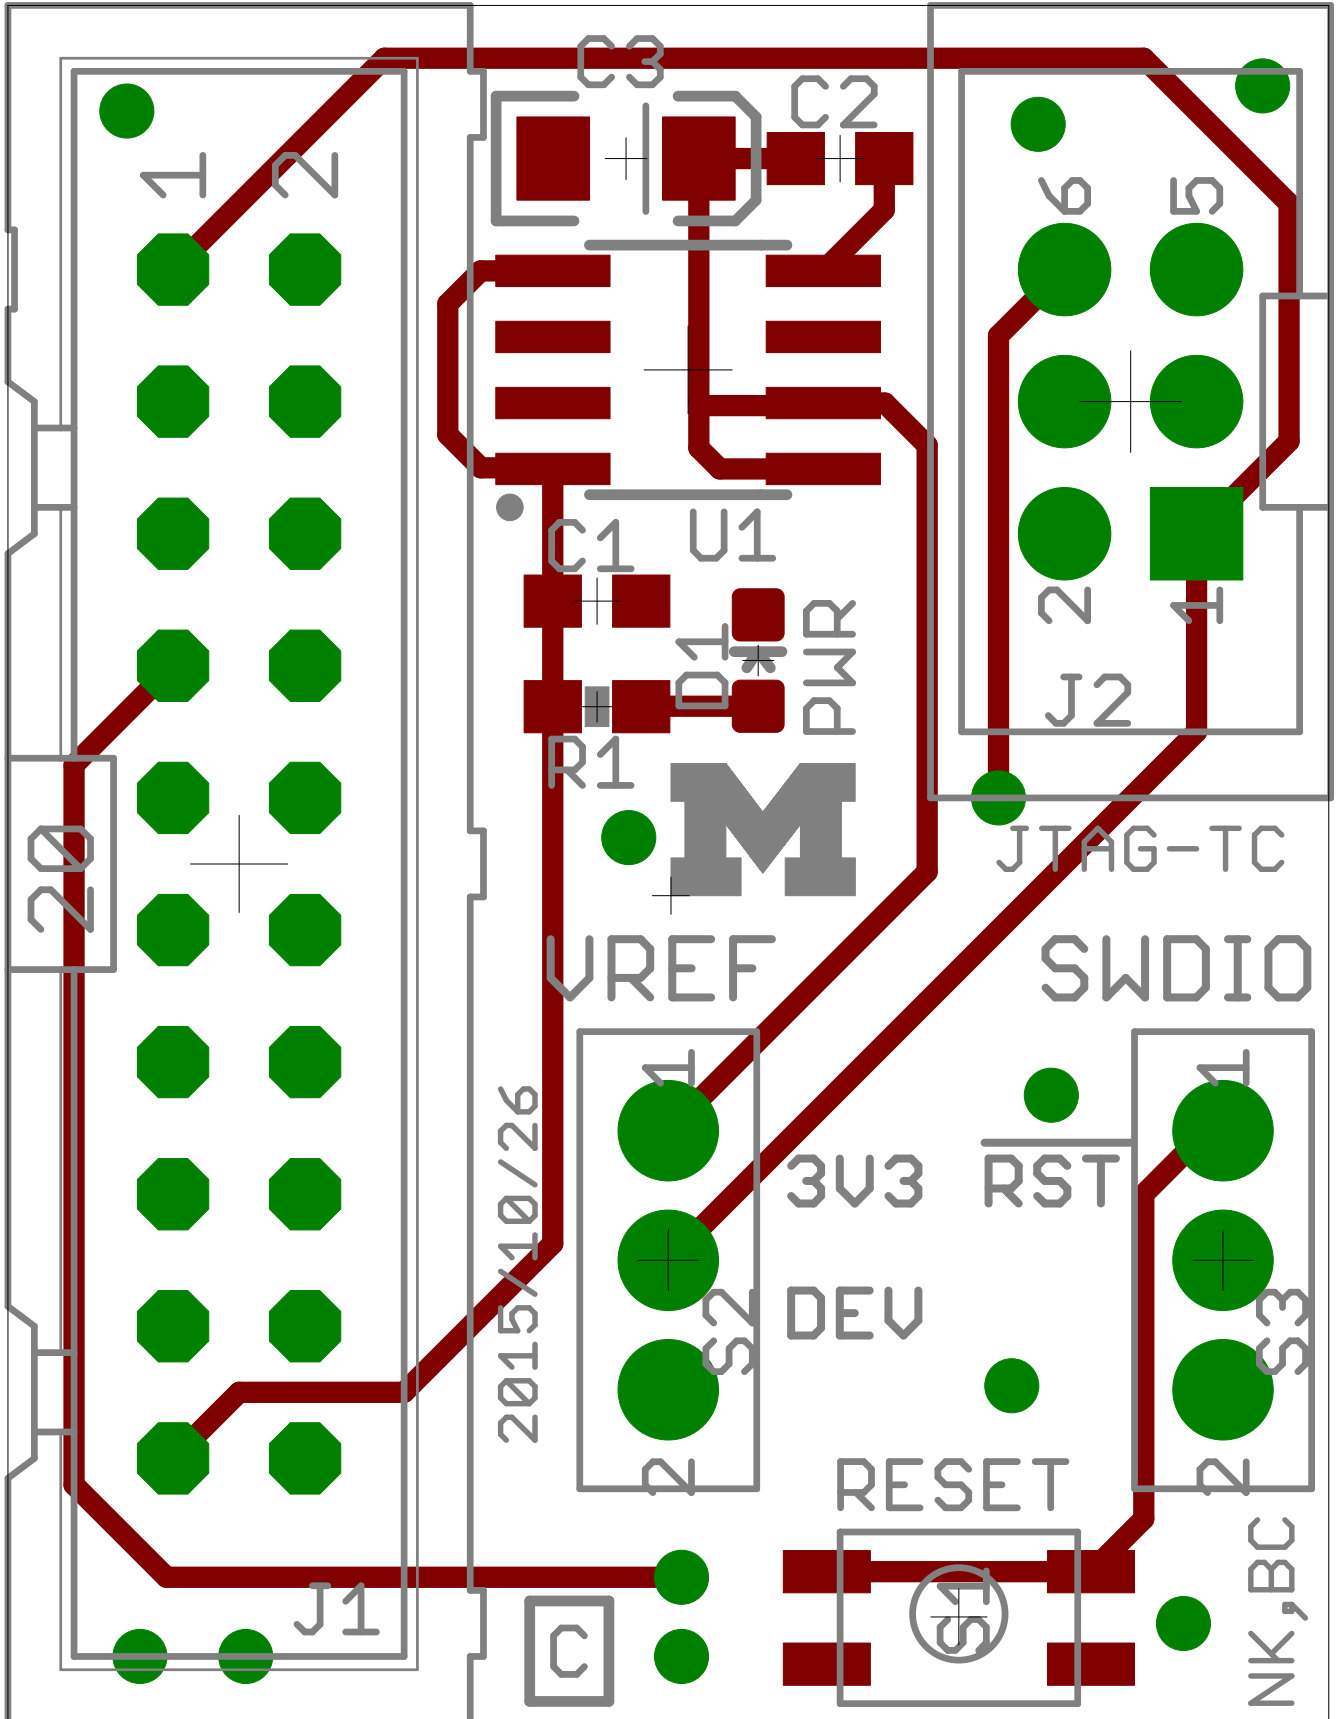 C3
C2
1 2
6 5
C1
U1
D1
PWR
2 1
J2
R1
M
20
JTAG-TC
VREF
SWDIO
1
1
2015/10/26
3V3 RST
DEV
S2
S3
2
2
RESET
S1
J1
C
NK,BC